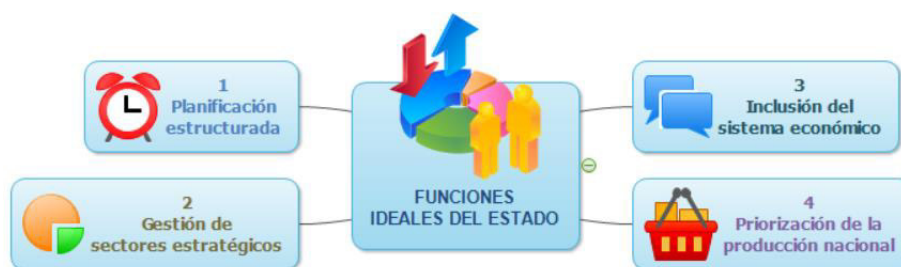 1
Planificación
estructurada
2
Gestión de
sectores estratégicos
FUNCIONES
IDEALES DEL ESTADO
3
Inclusión del
sistema económico
4
Priorización de la
producción nacional